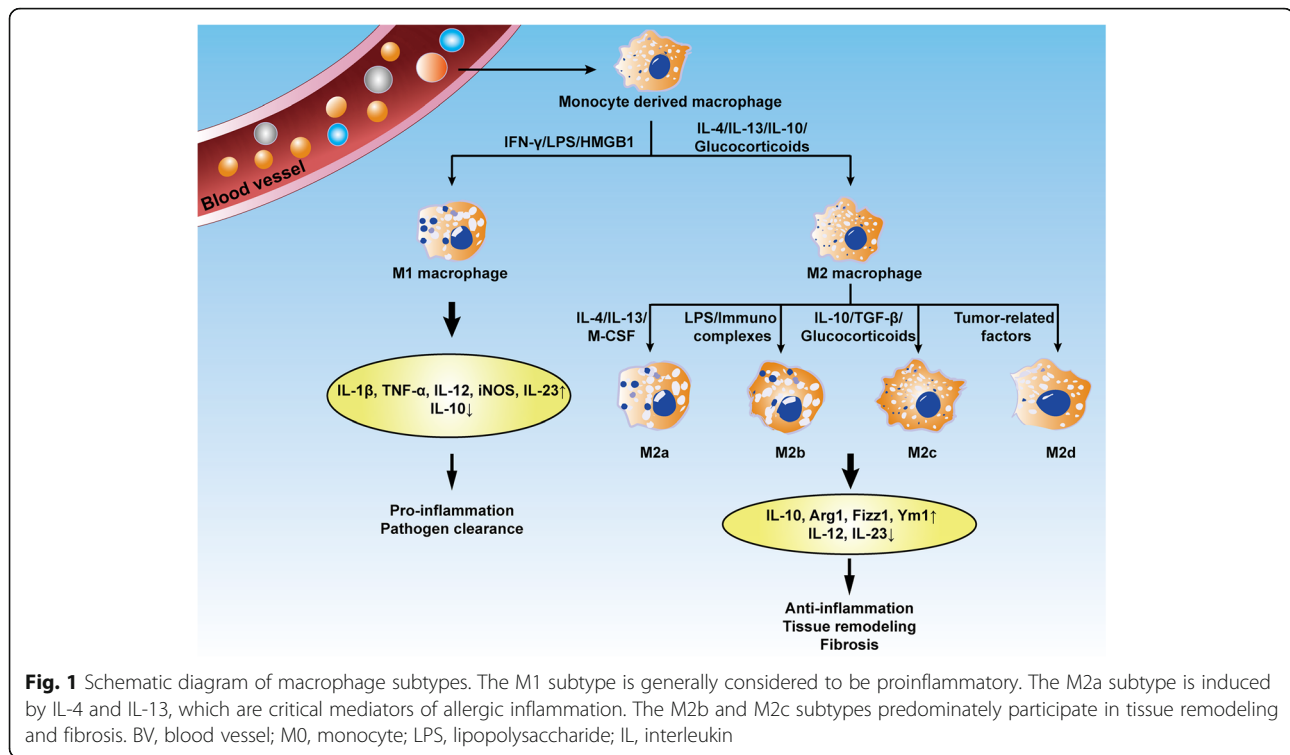 Blood vessel
Monocyte derived macrophage
IFN-γ/LPS/HMGB1
IL-4/IL-13/IL-10/
Glucocorticoids
M1 macrophage
M2 macrophage
IL-4/IL-13/
M-CSF
LPS/Immuno
complexes
IL-10/TGF-β/
Glucocorticoids
Tumor-related
factors
IL-1β, TNF-α, IL-12, iNOS, IL-23↑
IL-10↓
M2a
M2b
M2c
M2d
Pro-inflammation
Pathogen clearance
IL-10, Arg1, Fizz1, Ym1↑
IL-12, IL-23↓
Anti-inflammation
Tissue remodeling
Fibrosis
Fig. 1 Schematic diagram of macrophage subtypes. The M1 subtype is generally considered to be proinflammatory. The M2a subtype is induced
by IL-4 and IL-13, which are critical mediators of allergic inflammation. The M2b and M2c subtypes predominately participate in tissue remodeling
and fibrosis. BV, blood vessel; M0, monocyte; LPS, lipopolysaccharide; IL, interleukin